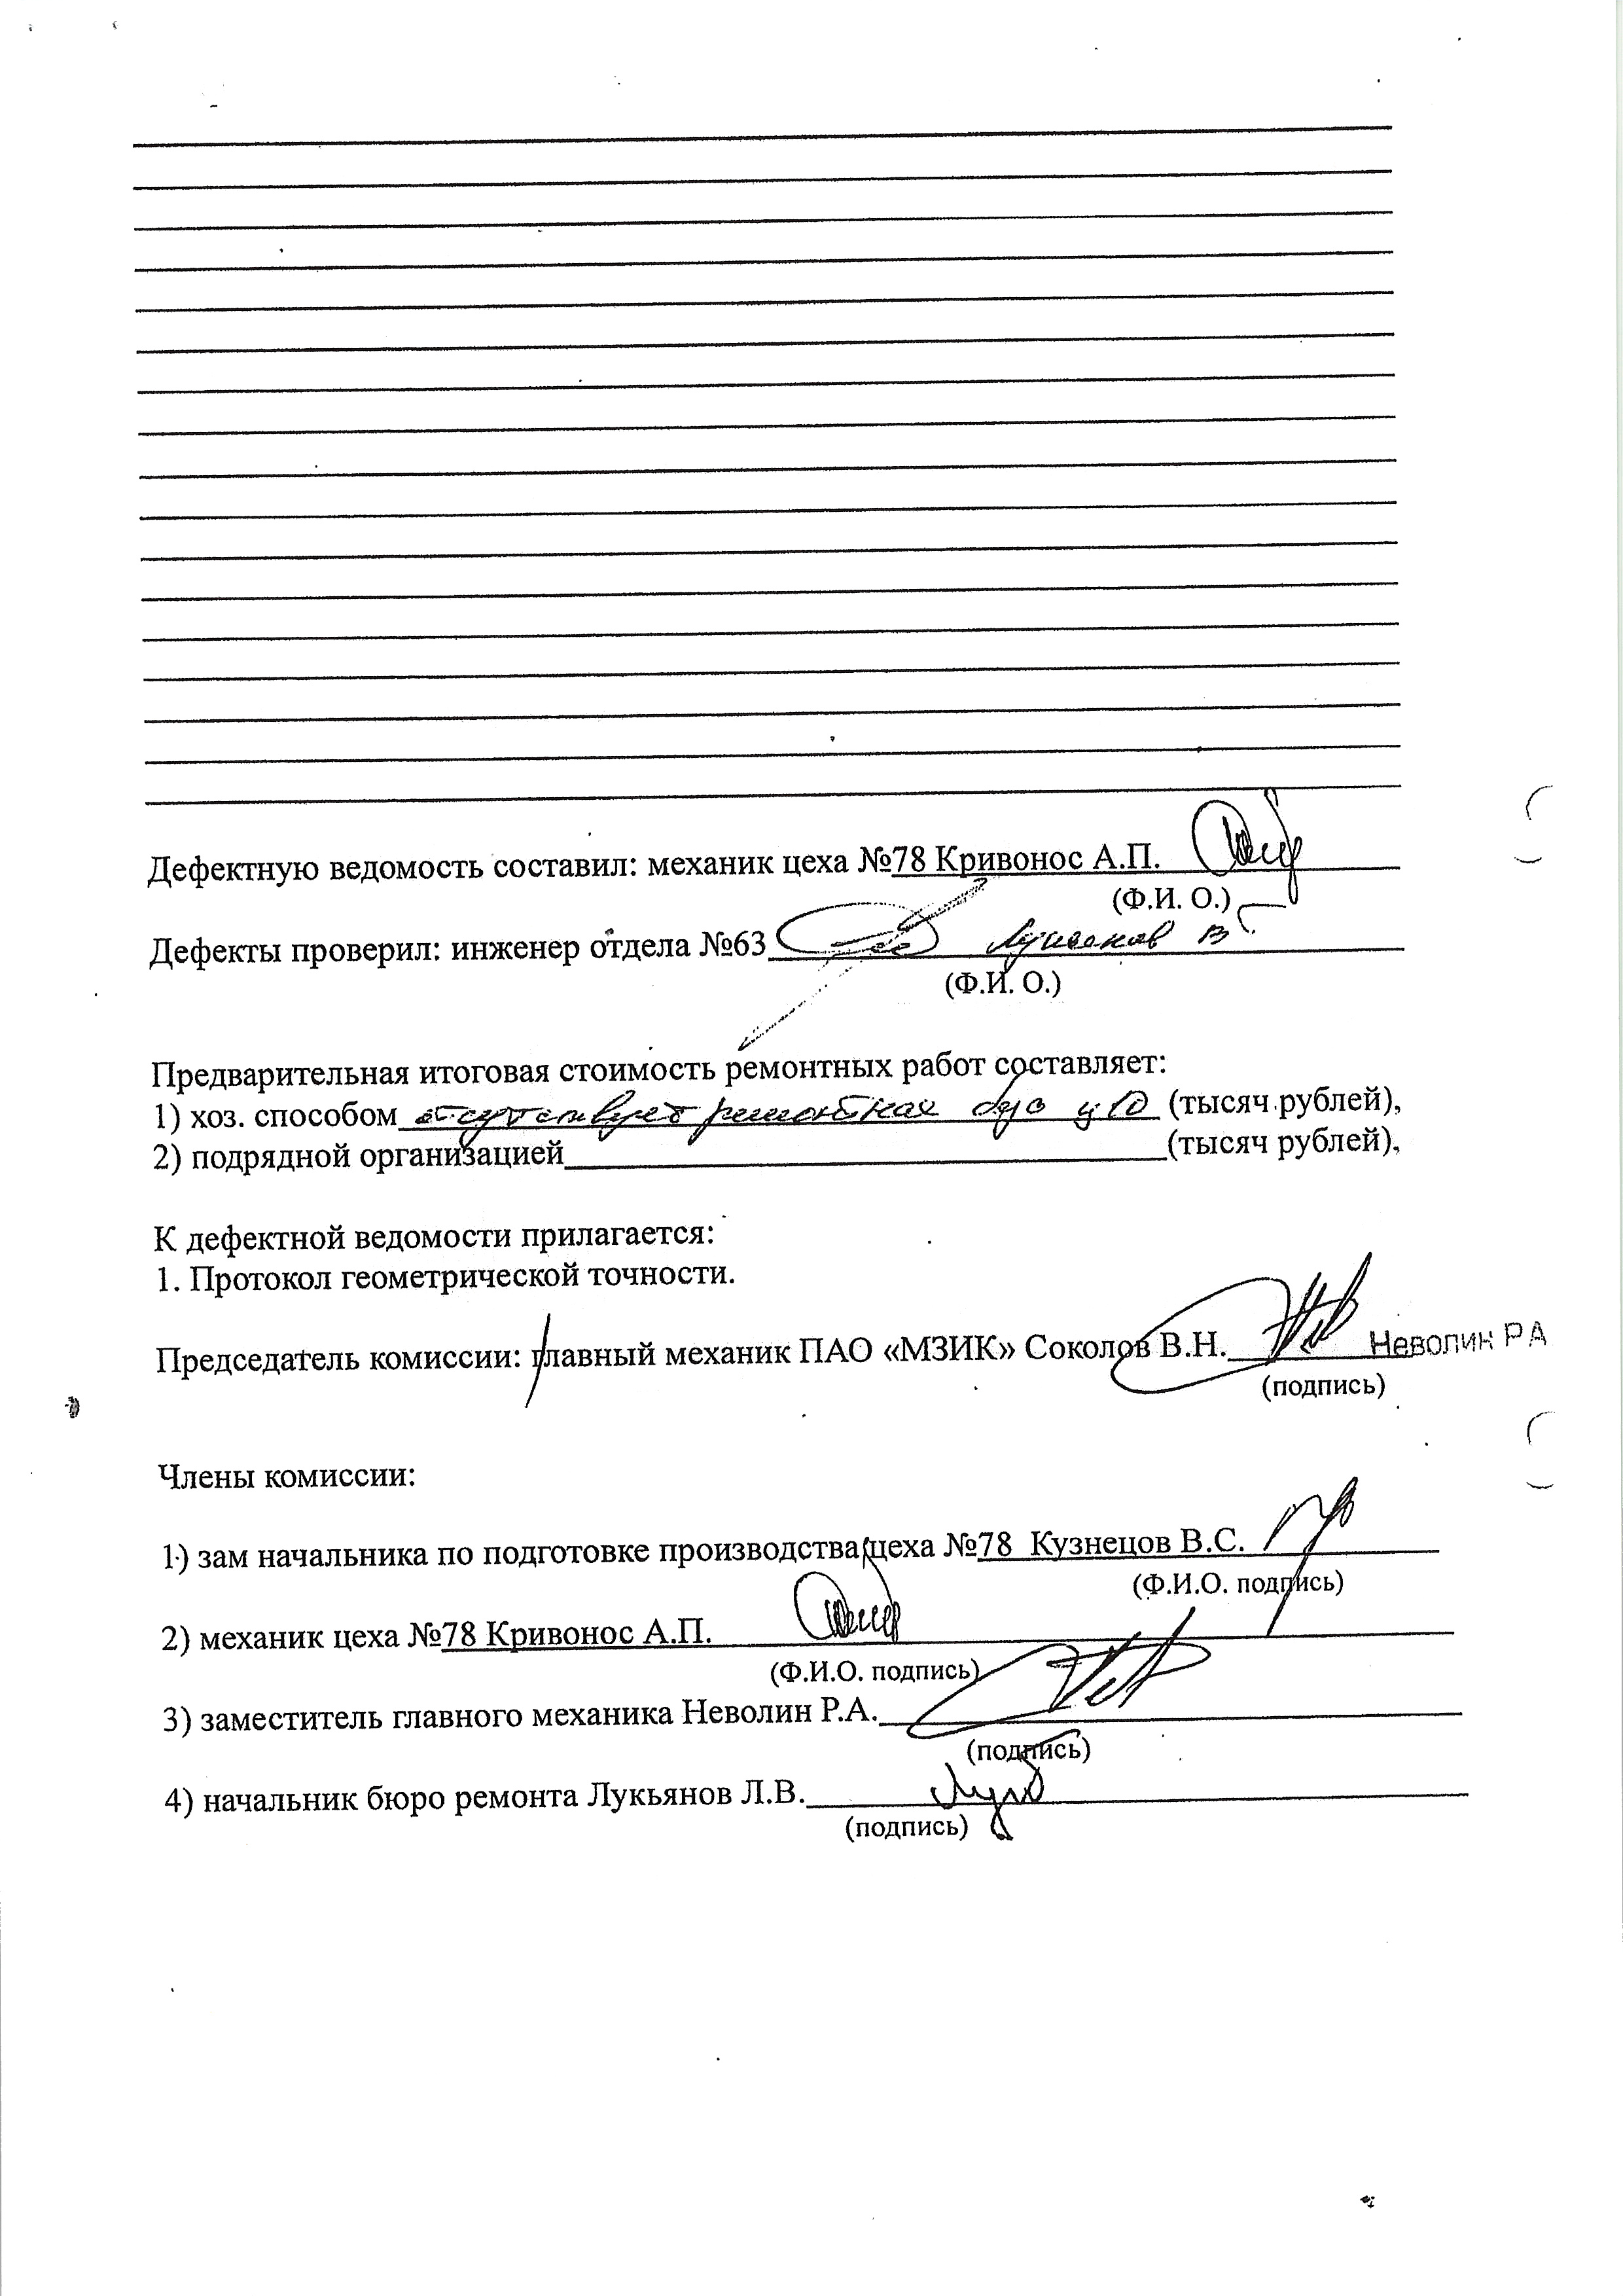 Дефектную ведомость составил: механик цеха №78 Кривонос А.П.
(Ф.И. О.)
Дефекты проверил: инженер отдела №63
(Ф.И. О.)
Предварительная итоговая стоимость ремонтных работ составляет:
1) хоз. способом отсутствует ремонтная (тысяч рублей),
2) подрядной организацией (тысяч рублей),
К дефектной ведомости прилагается:
1. Протокол геометрической точности.
Председатель комиссии: главный механик ПАО «МЗИК» Соколов В.Н. Неволин Р А
(подпись)
Члены комиссии:
1) зам начальника по подготовке производства цеха №78 Кузнецов В.С.
(Ф.И.О. подпись)
2) механик цеха №78 Кривонос А.П.
(Ф.И.О. подпись)
3) заместитель главного механика Неволин Р.А.
(подпись)
4) начальник бюро ремонта Лукьянов Л.В.
(подпись)